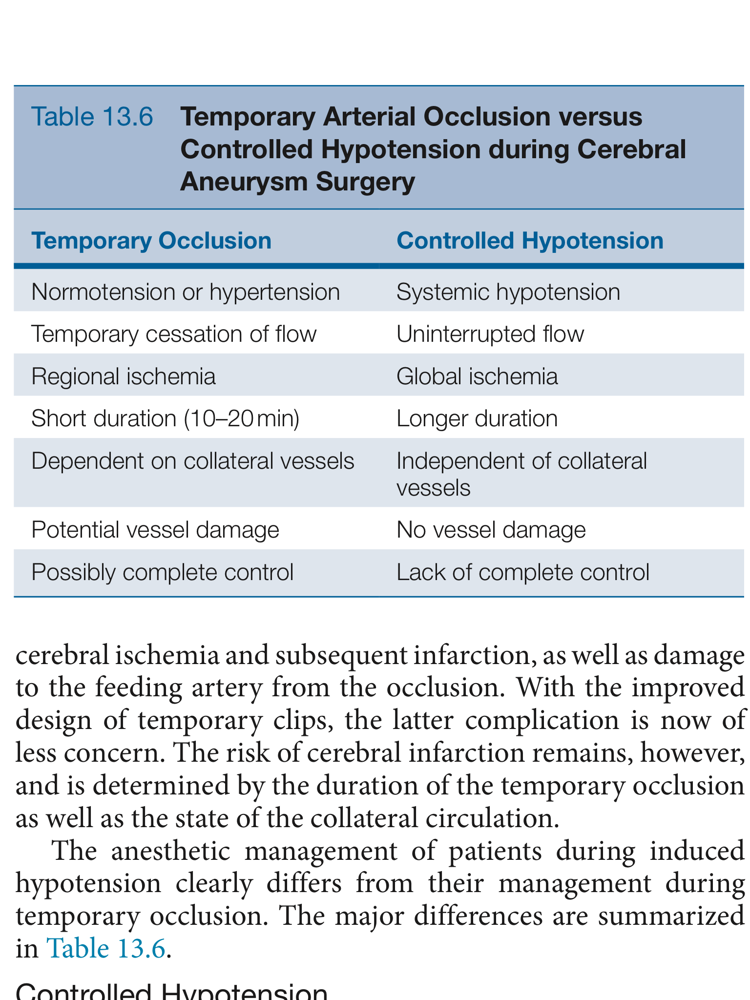 Table 13.6 Temporary Arterial Occlusion versus
Controlled Hypotension during Cerebral
Aneurysm Surgery
Temporary Occlusion Controlled Hypotension
Normotension or hypertension Systemic hypotension
Temporary cessation of flow Uninterrupted flow
Regional ischemia Global ischemia
Short duration (10–20 min) Longer duration
Dependent on collateral vessels Independent of collateral
vessels
Potential vessel damage No vessel damage
Possibly complete control Lack of complete control
cerebral ischemia and subsequent infarction, as well as damage
to the feeding artery from the occlusion. With the improved
design of temporary clips, the latter complication is now of
less concern. The risk of cerebral infarction remains, however,
and is determined by the duration of the temporary occlusion
as well as the state of the collateral circulation.
The anesthetic management of patients during induced
hypotension clearly differs from their management during
temporary occlusion. The major differences are summarized
in Table 13.6.
Controlled Hypotension